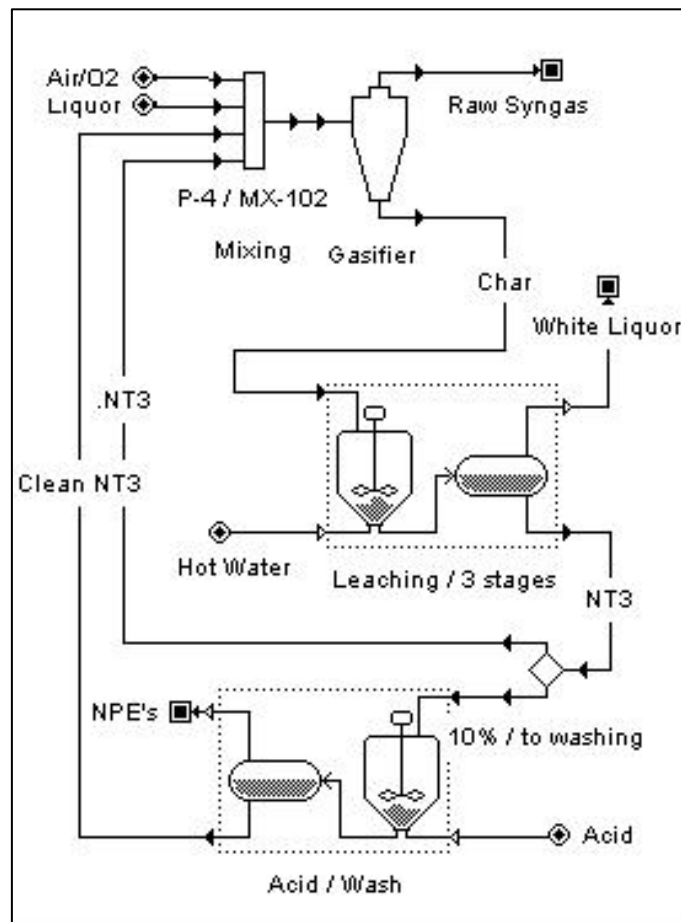 Air/O2
Liquor
Raw Syngas
P-4 / MX-102
Mixing
Gasifier
Char
White Liquor
.NT3
Clean NT3
Hot Water
Leaching / 3 stages
NT3
NPE's
10% / to washing
Acid
Acid / Wash